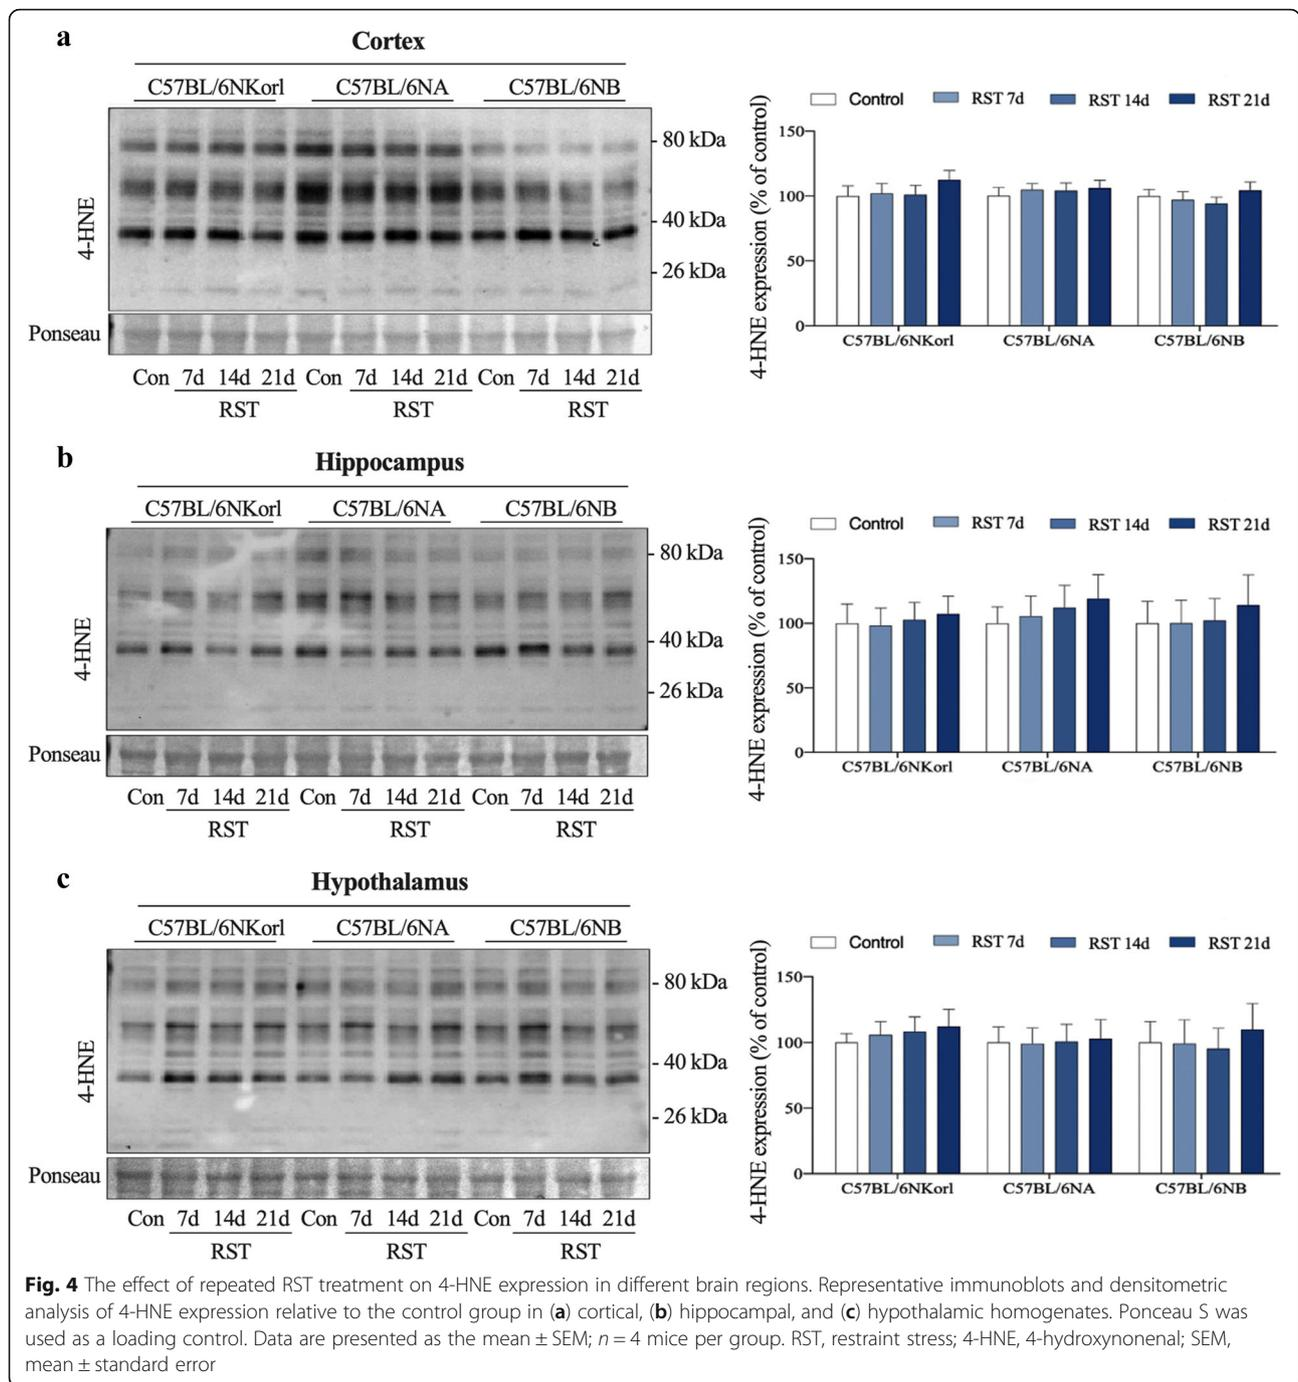 a
Cortex
C57BL/6NKorl C57BL/6NA C57BL/6NB
4-HNE
80 kDa
40 kDa
26 kDa
Ponseau
Con 7d 14d 21d Con 7d 14d 21d Con 7d 14d 21d
RST RST RST
Control RST 7d RST 14d RST 21d
4-HNE expression (% of control)
150
100
50
0
C57BL/6NKorl C57BL/6NA C57BL/6NB
b
Hippocampus
C57BL/6NKorl C57BL/6NA C57BL/6NB
4-HNE
80 kDa
40 kDa
26 kDa
Ponseau
Con 7d 14d 21d Con 7d 14d 21d Con 7d 14d 21d
RST RST RST
Control RST 7d RST 14d RST 21d
4-HNE expression (% of control)
150
100
50
0
C57BL/6NKorl C57BL/6NA C57BL/6NB
c
Hypothalamus
C57BL/6NKorl C57BL/6NA C57BL/6NB
4-HNE
80 kDa
40 kDa
26 kDa
Ponseau
Con 7d 14d 21d Con 7d 14d 21d Con 7d 14d 21d
RST RST RST
Control RST 7d RST 14d RST 21d
4-HNE expression (% of control)
150
100
50
0
C57BL/6NKorl C57BL/6NA C57BL/6NB
Fig. 4 The effect of repeated RST treatment on 4-HNE expression in different brain regions. Representative immunoblots and densitometric
analysis of 4-HNE expression relative to the control group in (a) cortical, (b) hippocampal, and (c) hypothalamic homogenates. Ponceau S was
used as a loading control. Data are presented as the mean ± SEM; n = 4 mice per group. RST, restraint stress; 4-HNE, 4-hydroxynonenal; SEM,
mean ± standard error